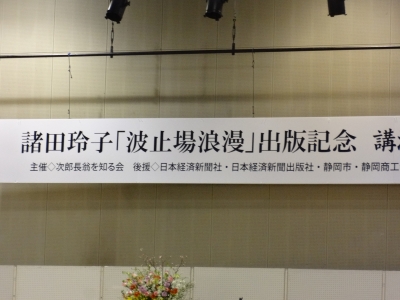 諸田玲子「波止場浪漫」出版記念 講
主催◇次郎長翁を知る会 後援◇日本経済新聞社・日本経済新聞出版社・静岡市・静岡商工